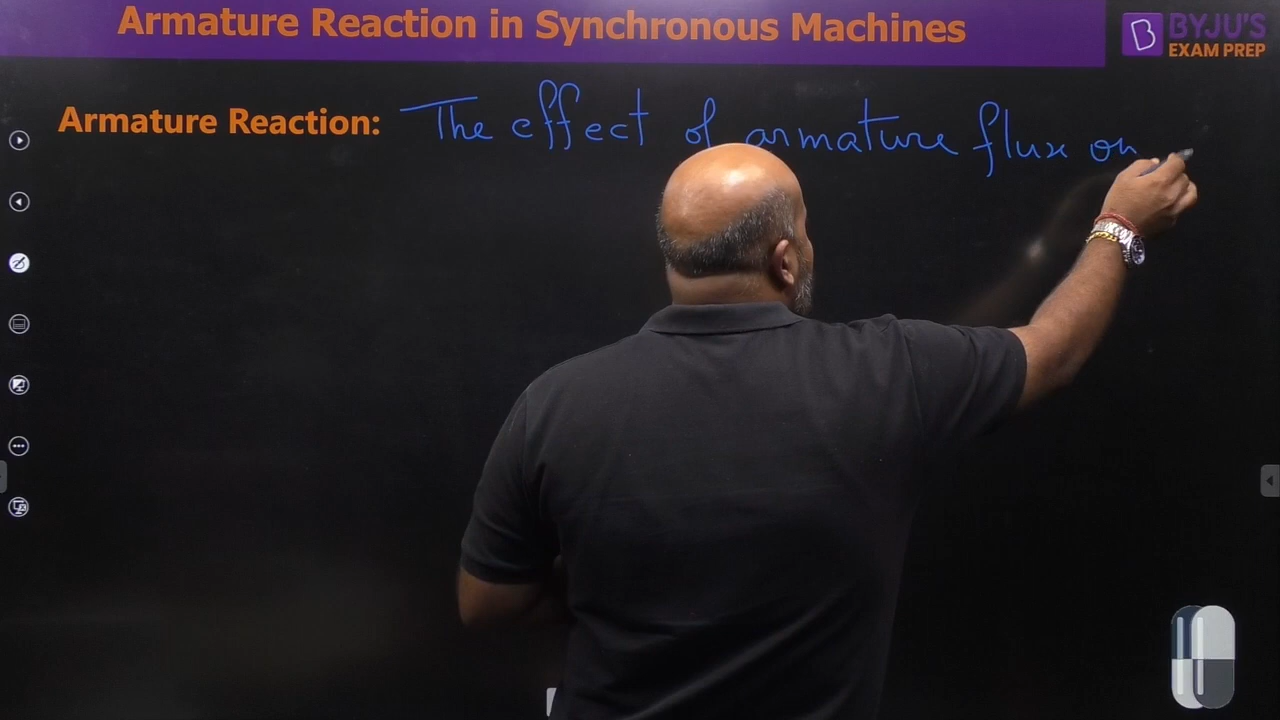 Armature Reaction in Synchronous Machines
BYJU'S
EXAM PREP
Armature Reaction: The effect of armature flux on